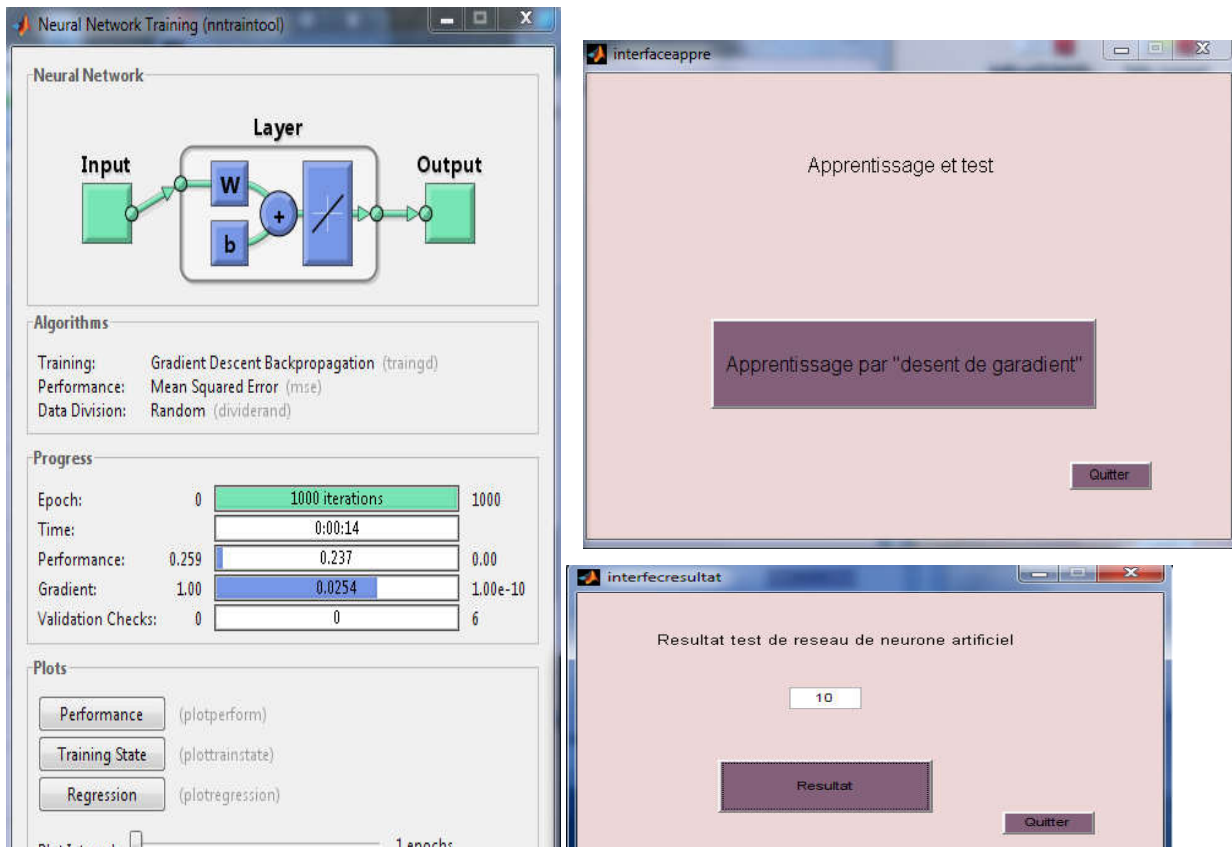 Neural Network Training (nntraintool)
Neural Network
Layer
Input
Output
W
+
b
Algorithms
Training: Gradient Descent Backpropagation (traingd)
Performance: Mean Squared Error (mse)
Data Division: Random (dividerand)
Progress
Epoch: 0 1000 iterations 1000
Time: 0:00:14
Performance: 0.259 0.237 0.00
Gradient: 1.00 0.0254 1.00e-10
Validation Checks: 0 0 6
Plots
Performance (plotperform)
Training State (plottrainstate)
Regression (plotregression)
Plot Interval: 1 epochs
interfaceappre
Apprentissage et test
Apprentissage par "desent de garadient"
Quitter
interfecresultat
Resultat test de reseau de neurone artificiel
10
Resultat
Quitter